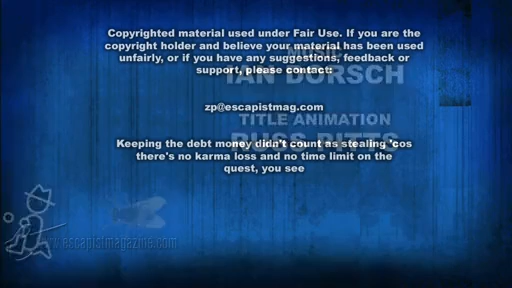 Copyrighted material used under Fair Use. If you are the
copyright holder and believe your material has been used
unfairly, or if you have any suggestions, feedback or
support, please contact:
MUSIC
IAN DORSCH
zp@escapistmag.com
TITLE ANIMATION
RUSS PITTS
Keeping the debt money didn't count as stealing 'cos
there's no karma loss and no time limit on the
quest, you see
www.escapistmagazine.com